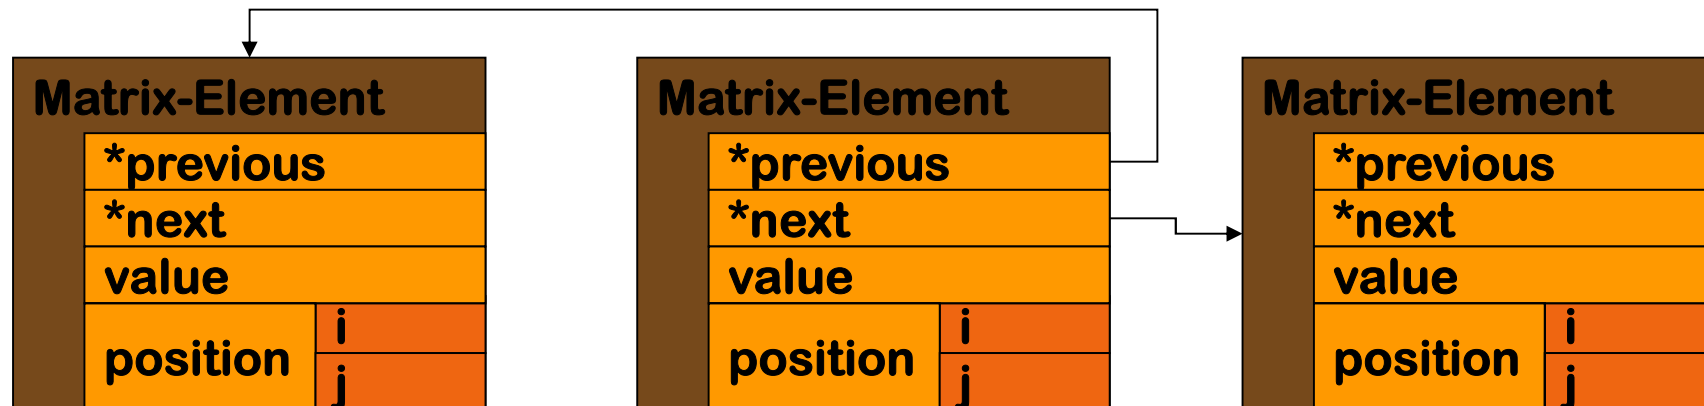 Matrix-Element
*previous
*next
value
position
i
j
Matrix-Element
*previous
*next
value
position
i
j
Matrix-Element
*previous
*next
value
position
i
j